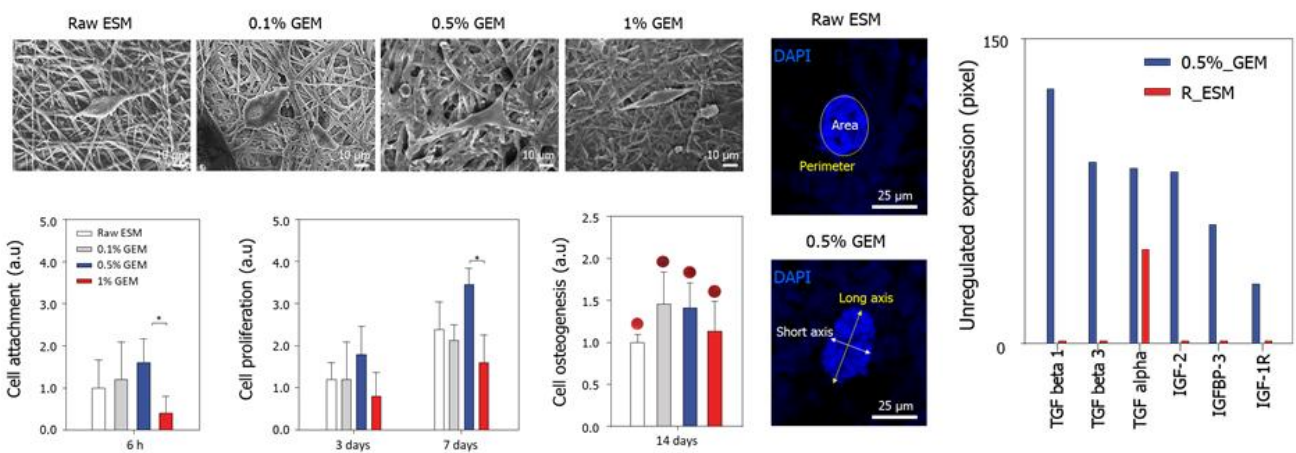 Raw ESM
0.1% GEM
0.5% GEM
1% GEM
10 µm
10 µm
10 µm
10 µm
Cell attachment (a.u)
5.0
4.0
3.0
2.0
1.0
0.0
Raw ESM
0.1% GEM
0.5% GEM
1% GEM
*
6 h
Cell proliferation (a.u)
5.0
4.0
3.0
2.0
1.0
0.0
*
3 days
7 days
Cell osteogenesis (a.u)
2.5
2.0
1.5
1.0
0.5
0.0
14 days
Raw ESM
DAPI
Area
Perimeter
25 µm
0.5% GEM
DAPI
Long axis
Short axis
25 µm
Unregulated expression (pixel)
150
0
0.5%_GEM
R_ESM
TGF beta 1
TGF beta 3
TGF alpha
IGF-2
IGFBP-3
IGF-1R